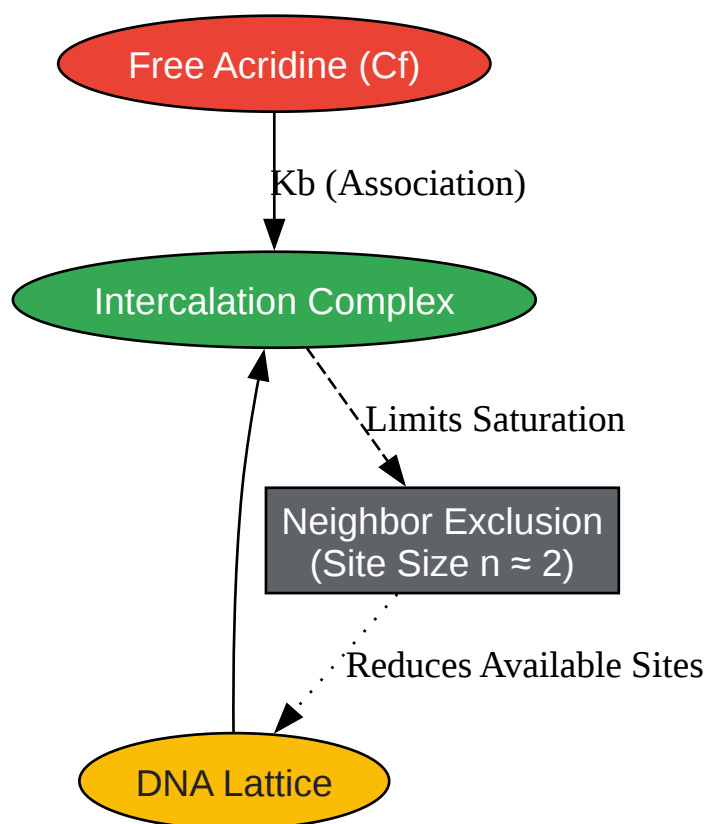 Free Acridine (Cf)
Kb (Association)
Intercalation Complex
Limits Saturation
Neighbor Exclusion
(Site Size n ≈ 2)
Reduces Available Sites
DNA Lattice